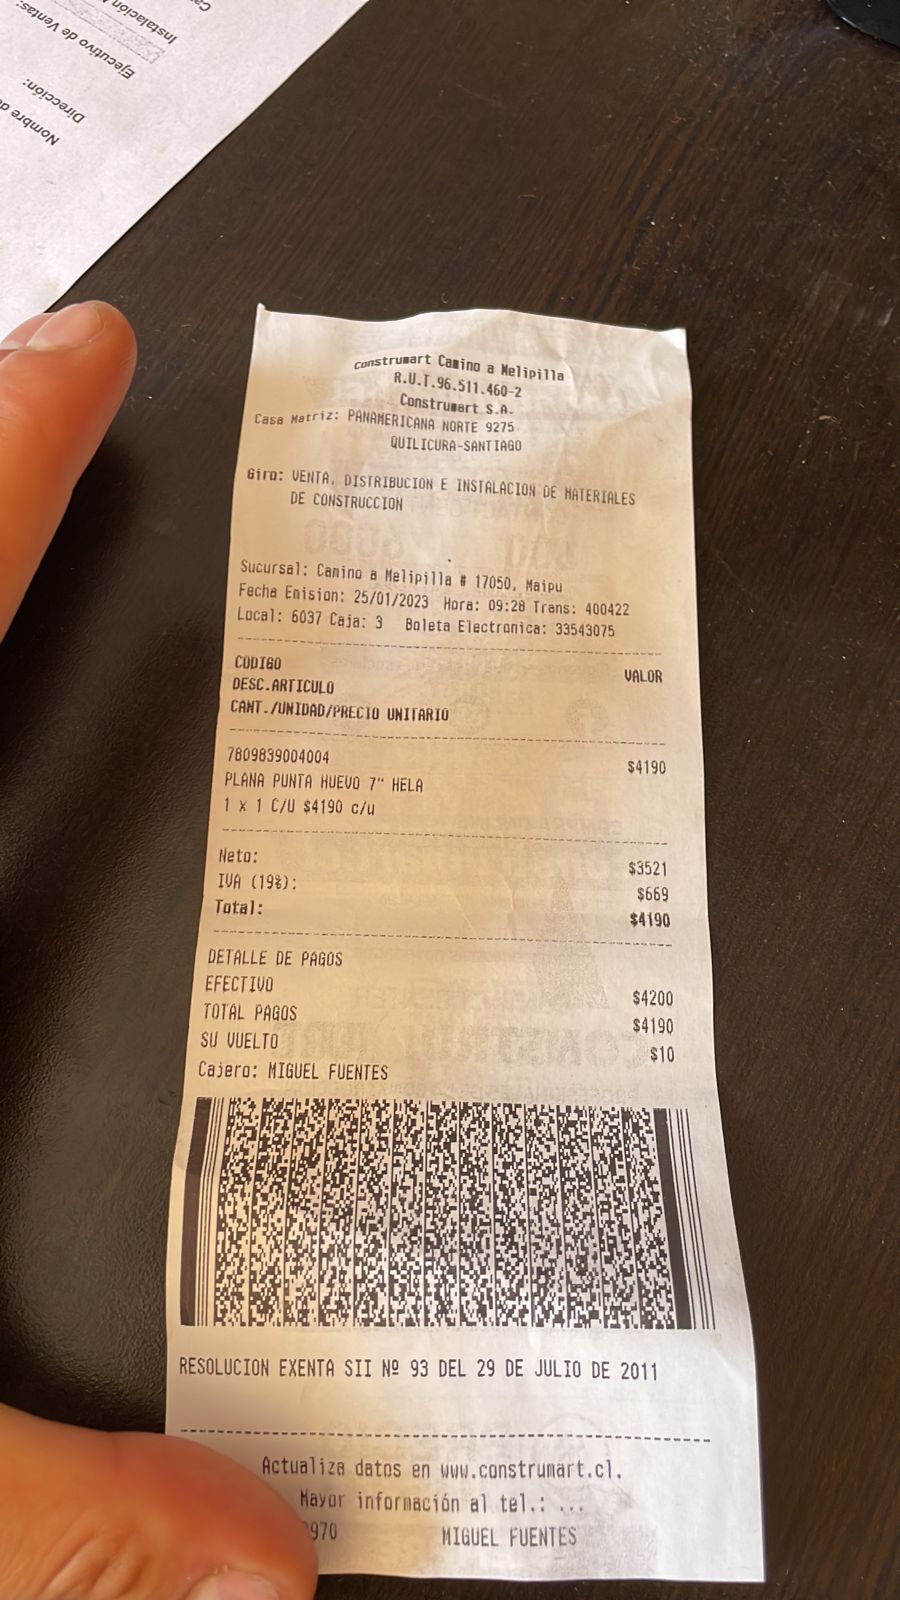 Nombre de
Dirección:
Ejecutivo de Ventas:
Instalación
Construmart Camino a Melipilla
R.U.T.96.511.460-2
Construmart S.A.
Casa Matriz: PANAMERICANA NORTE 9275
QUILICURA-SANTIAGO
Giro: VENTA, DISTRIBUCION E INSTALACION DE MATERIALES
DE CONSTRUCCION
Sucursal: Camino a Melipilla # 17050, Maipu
Fecha Emision: 25/01/2023 Hora: 09:28 Trans: 400422
Local: 6037 Caja: 3 Boleta Electronica: 33543075
CODIGO VALOR
DESC.ARTICULO
CANT./UNIDAD/PRECIO UNITARIO
7809839004004 $4190
PLANA PUNTA HUEVO 7" HELA
1 x 1 C/U $4190 c/u
Neto: $3521
IVA (19%): $669
Total: $4190
DETALLE DE PAGOS
EFECTIVO $4200
TOTAL PAGOS $4190
SU VUELTO $10
Cajero: MIGUEL FUENTES
RESOLUCION EXENTA SII Nº 93 DEL 29 DE JULIO DE 2011
Actualiza datos en www.construmart.cl.
Mayor información al tel.: ...
970 MIGUEL FUENTES